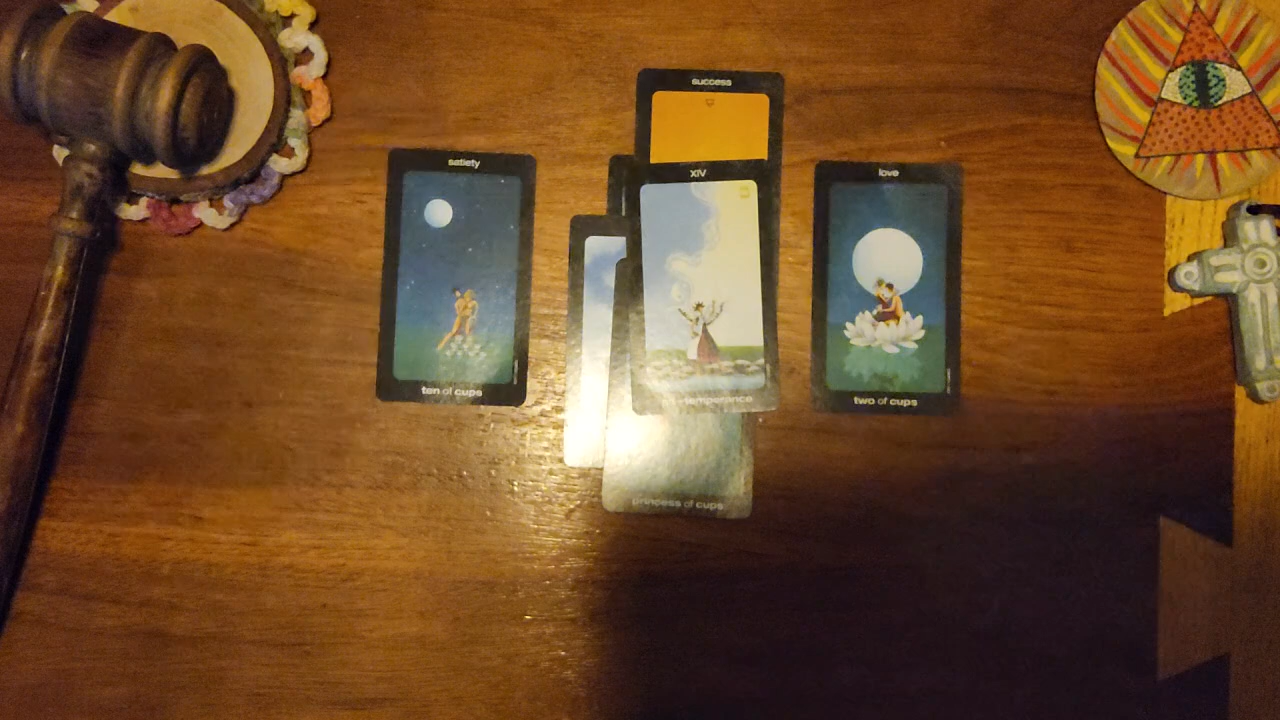 success
satiety
XIV
love
ten of cups
temperance
two of cups
princess of cups